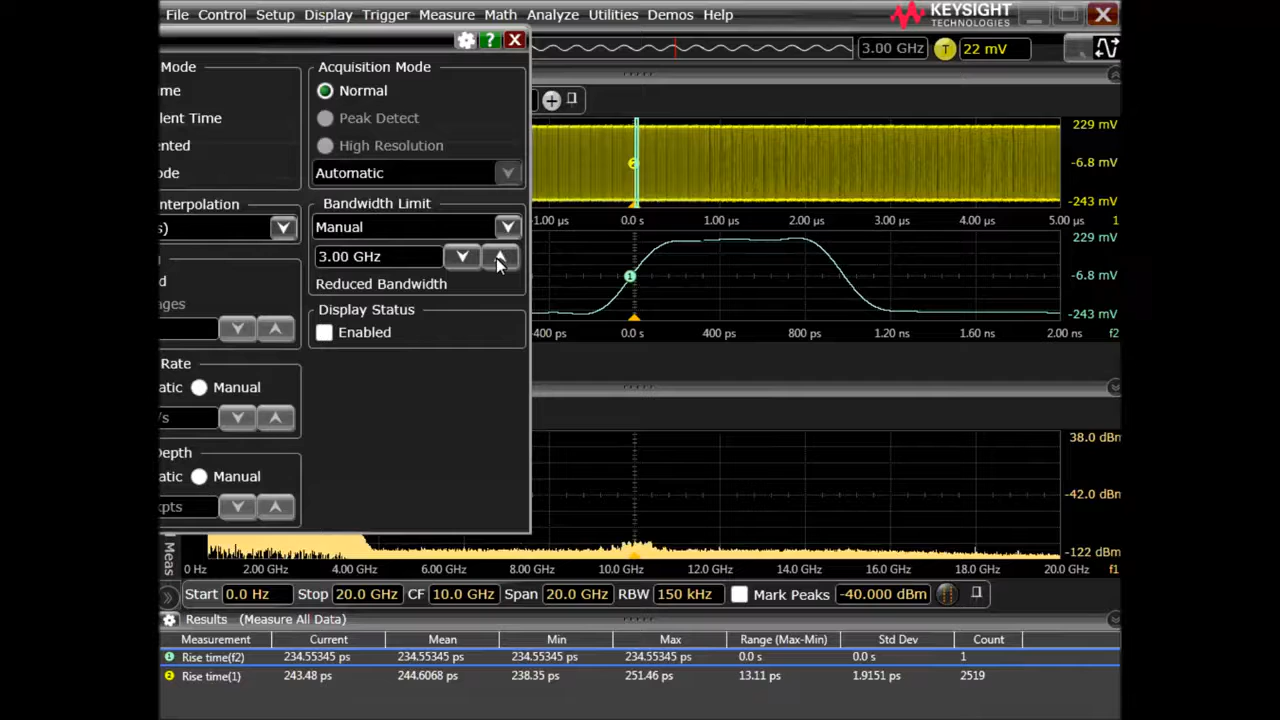 File Control Setup Display Trigger Measure Math Analyze Utilities Demos Help
KEYSIGHT
TECHNOLOGIES
3.00 GHz T 22 mV
Mode
me
lent Time
ented
ode
nterpolation
s)
d
ages
Rate
atic Manual
/s
epth
atic Manual
kpts
Acquisition Mode
Normal
Peak Detect
High Resolution
Automatic
Bandwidth Limit
Manual
3.00 GHz
Reduced Bandwidth
Display Status
Enabled
229 mV
2
-6.8 mV
-243 mV
-1.00 µs 0.0 s 1.00 µs 2.00 µs 3.00 µs 4.00 µs 5.00 µs 1
229 mV
1
-6.8 mV
-243 mV
-400 ps 0.0 s 400 ps 800 ps 1.20 ns 1.60 ns 2.00 ns f2
38.0 dBm
-42.0 dBm
-122 dBm
Meas
0 Hz 2.00 GHz 4.00 GHz 6.00 GHz 8.00 GHz 10.0 GHz 12.0 GHz 14.0 GHz 16.0 GHz 18.0 GHz 20.0 GHz f1
Start 0.0 Hz Stop 20.0 GHz CF 10.0 GHz Span 20.0 GHz RBW 150 kHz Mark Peaks -40.000 dBm
Results (Measure All Data)
Measurement Current Mean Min Max Range (Max-Min) Std Dev Count
1 Rise time(f2) 234.55345 ps 234.55345 ps 234.55345 ps 234.55345 ps 0.0 s 0.0 s 1
2 Rise time(1) 243.48 ps 244.6068 ps 238.35 ps 251.46 ps 13.11 ps 1.9151 ps 2519